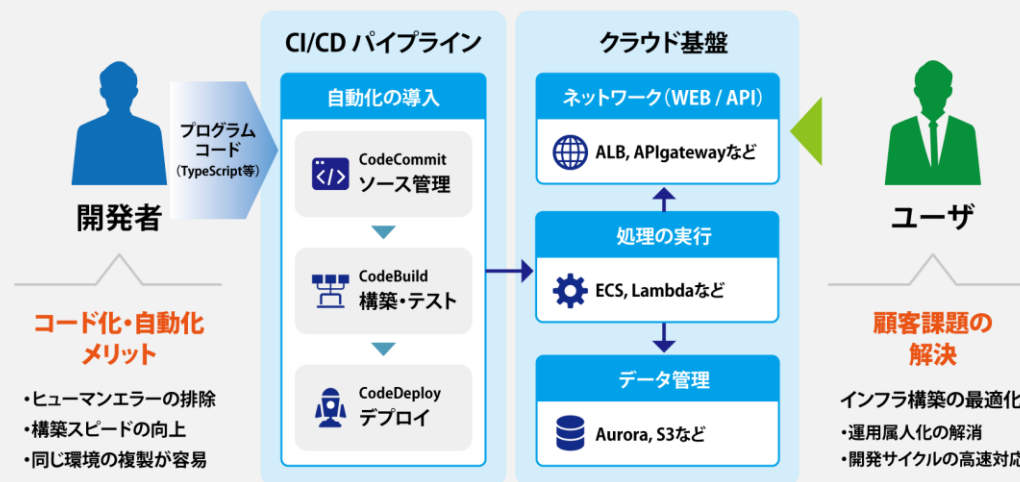 プログラム
コード
(TypeScript等)
開発者
コード化・自動化
メリット
・ヒューマンエラーの排除
・構築スピードの向上
・同じ環境の複製が容易
CI/CD パイプライン
自動化の導入
CodeCommit
ソース管理
CodeBuild
構築・テスト
CodeDeploy
デプロイ
クラウド基盤
ネットワーク(WEB / API)
ALB, APIgatewayなど
処理の実行
ECS, Lambdaなど
データ管理
Aurora, S3など
ユーザ
顧客課題の
解決
インフラ構築の最適化
・運用属人化の解消
・開発サイクルの高速対応